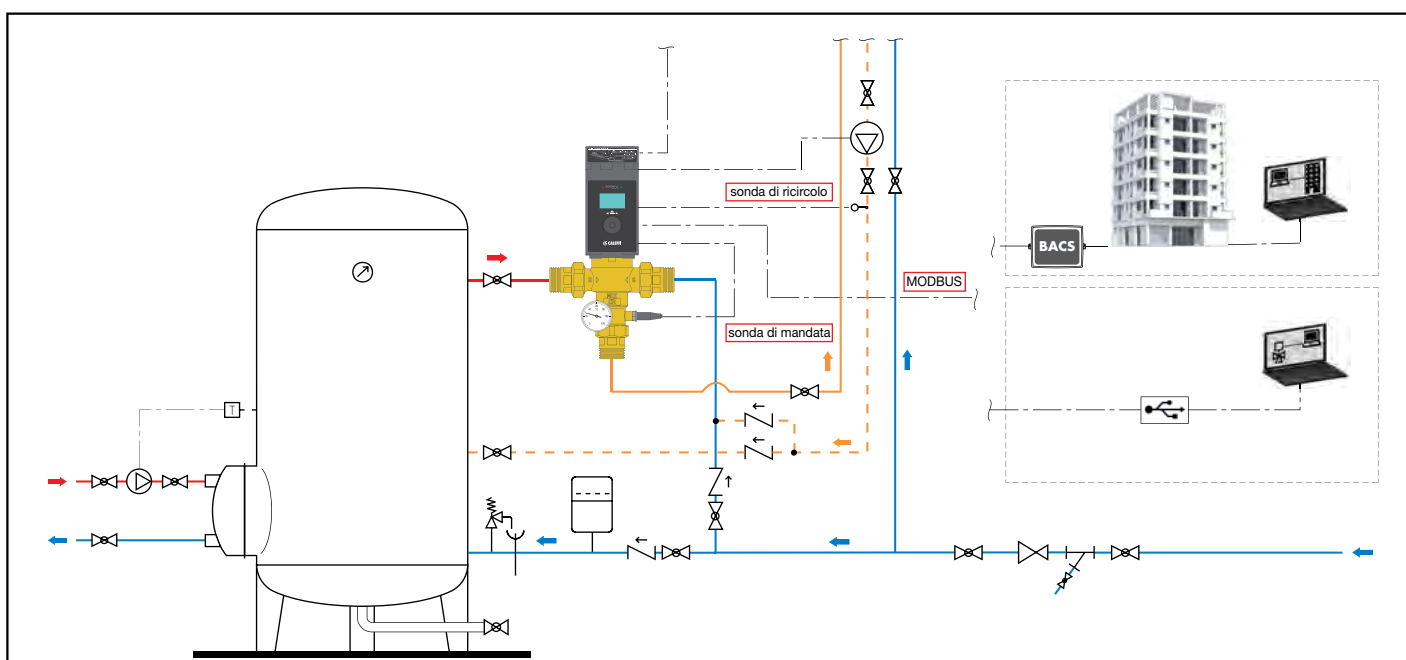 sonda di ricircolo
BACS
CALEFFI
MODBUS
sonda di mandata
T